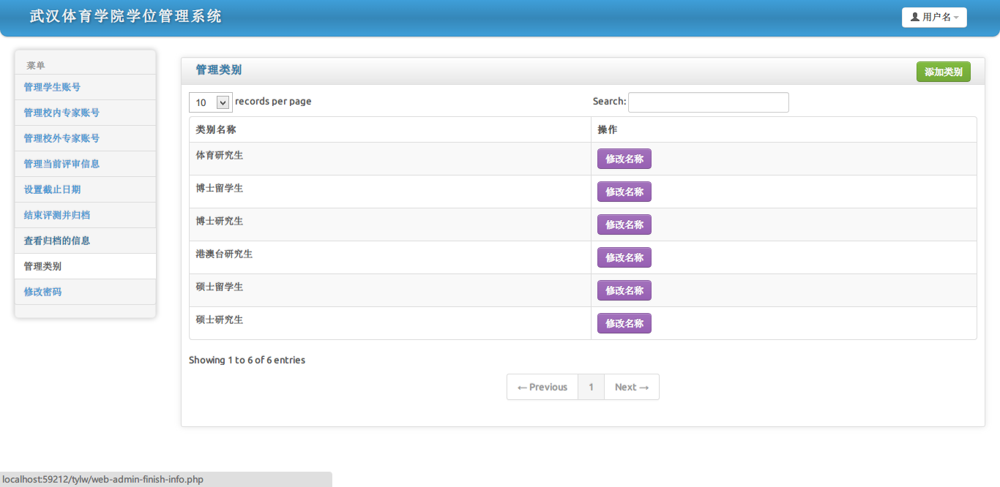 武汉体育学院学位管理系统
用户名
菜单
管理学生账号
管理校内专家账号
管理校外专家账号
管理当前评审信息
设置截止日期
结束评测并归档
查看归档的信息
管理类别
修改密码
管理类别
添加类别
10 records per page
Search:
类别名称 操作
体育研究生 修改名称
博士留学生 修改名称
博士研究生 修改名称
港澳台研究生 修改名称
硕士留学生 修改名称
硕士研究生 修改名称
Showing 1 to 6 of 6 entries
← Previous 1 Next →
localhost:59212/tylw/web-admin-finish-info.php